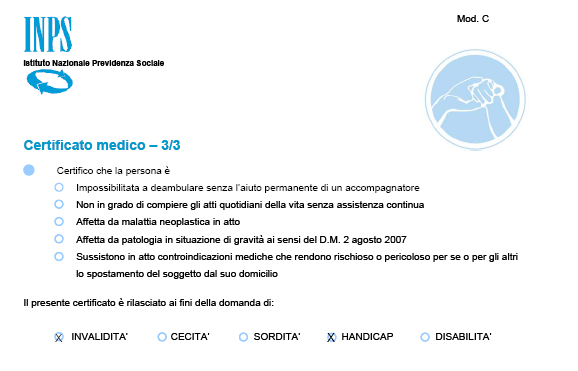 Mod. C
INPS
Istituto Nazionale Previdenza Sociale
Certificato medico – 3/3
Certifico che la persona è
Impossibilitata a deambulare senza l'aiuto permanente di un accompagnatore
Non in grado di compiere gli atti quotidiani della vita senza assistenza continua
Affetta da malattia neoplastica in atto
Affetta da patologia in situazione di gravità ai sensi del D.M. 2 agosto 2007
Sussistono in atto controindicazioni mediche che rendono rischioso o pericoloso per se o per gli altri
lo spostamento del soggetto dal suo domicilio
Il presente certificato è rilasciato ai fini della domanda di:
X INVALIDITA' CECITA' SORDITA' X HANDICAP DISABILITA'